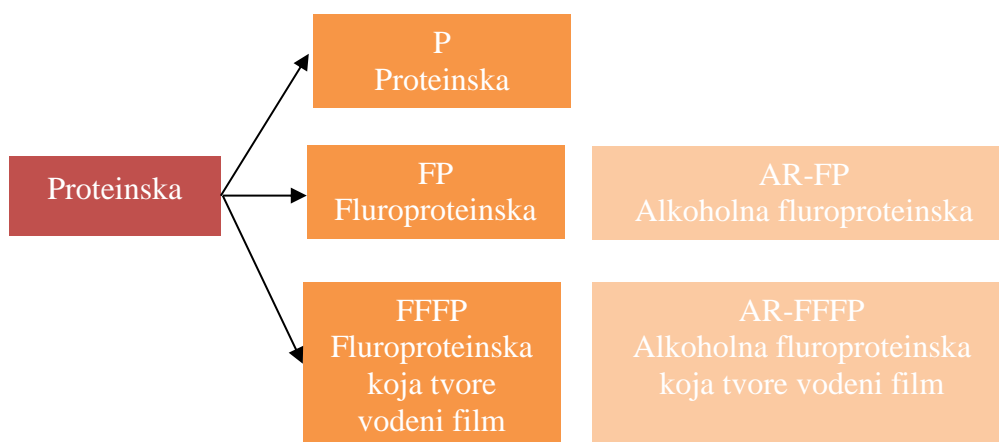 P
Proteinska
Proteinska
FP
Fluroproteinska
AR-FP
Alkoholna fluroproteinska
FFFP
Fluroproteinska
koja tvore
vodeni film
AR-FFFP
Alkoholna fluroproteinska
koja tvore vodeni film